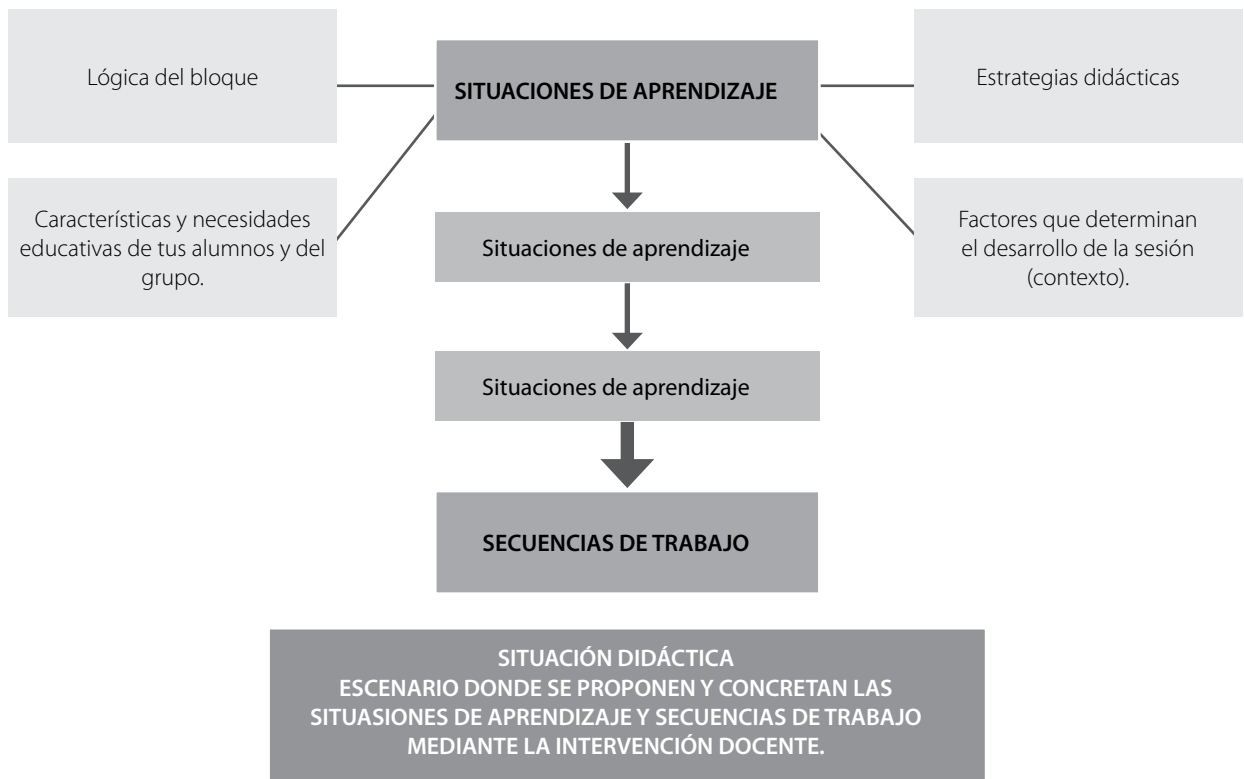 Lógica del bloque
SITUACIONES DE APRENDIZAJE
Estrategias didácticas
Características y necesidades
educativas de tus alumnos y del
grupo.
Situaciones de aprendizaje
Factores que determinan
el desarrollo de la sesión
(contexto).
Situaciones de aprendizaje
SECUENCIAS DE TRABAJO
SITUACIÓN DIDÁCTICA
ESCENARIO DONDE SE PROPONEN Y CONCRETAN LAS
SITUASIONES DE APRENDIZAJE Y SECUENCIAS DE TRABAJO
MEDIANTE LA INTERVENCIÓN DOCENTE.